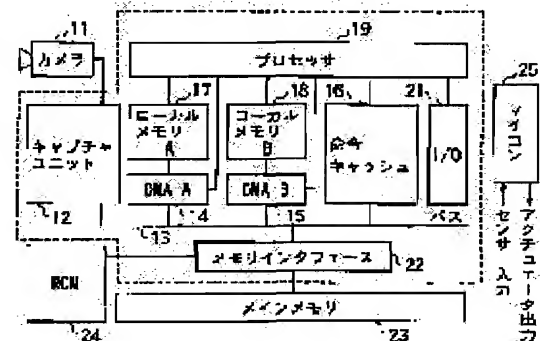 11
カメラ
19
プロセッサ
17
ローカル
メモリ
A
18
ローカル
メモリ
B
16
命令
キャッシュ
21
I/O
25
マイコン
キャプチャ
ユニット
12
DMA A
14
DMA B
15
13
バス
メモリインタフェース
22
ROM
24
メインメモリ
23
センサ入力
アクチュエータ出力